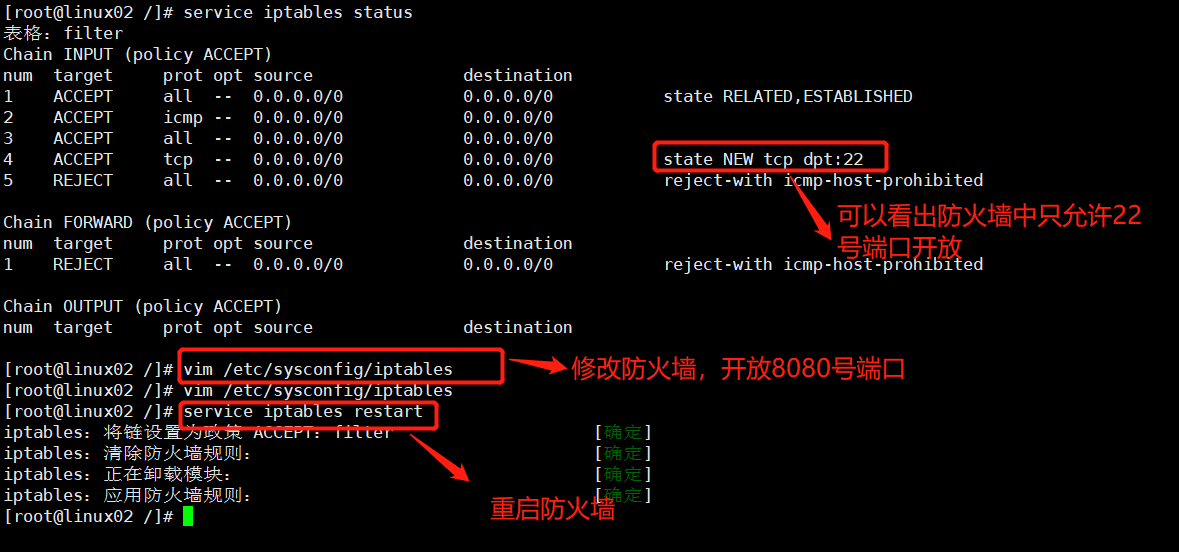 [root@linux02 /]# service iptables status
表格：filter
Chain INPUT (policy ACCEPT)
num  target     prot opt source               destination
1    ACCEPT     all  --  0.0.0.0/0            0.0.0.0/0           state RELATED,ESTABLISHED
2    ACCEPT     icmp --  0.0.0.0/0            0.0.0.0/0
3    ACCEPT     all  --  0.0.0.0/0            0.0.0.0/0
4    ACCEPT     tcp  --  0.0.0.0/0            0.0.0.0/0           state NEW tcp dpt:22
5    REJECT     all  --  0.0.0.0/0            0.0.0.0/0           reject-with icmp-host-prohibited
可以看出防火墙中只允许22
号端口开放
Chain FORWARD (policy ACCEPT)
num  target     prot opt source               destination
1    REJECT     all  --  0.0.0.0/0            0.0.0.0/0           reject-with icmp-host-prohibited
Chain OUTPUT (policy ACCEPT)
num  target     prot opt source               destination
[root@linux02 /]# vim /etc/sysconfig/iptables
修改防火墙，开放8080号端口
[root@linux02 /]# vim /etc/sysconfig/iptables
[root@linux02 /]# service iptables restart
iptables：将链设置为政策 ACCEPT：filter                    [确定]
iptables：清除防火墙规则：                                 [确定]
iptables：正在卸载模块：                                   [确定]
iptables：应用防火墙规则：                                 [确定]
重启防火墙
[root@linux02 /]#